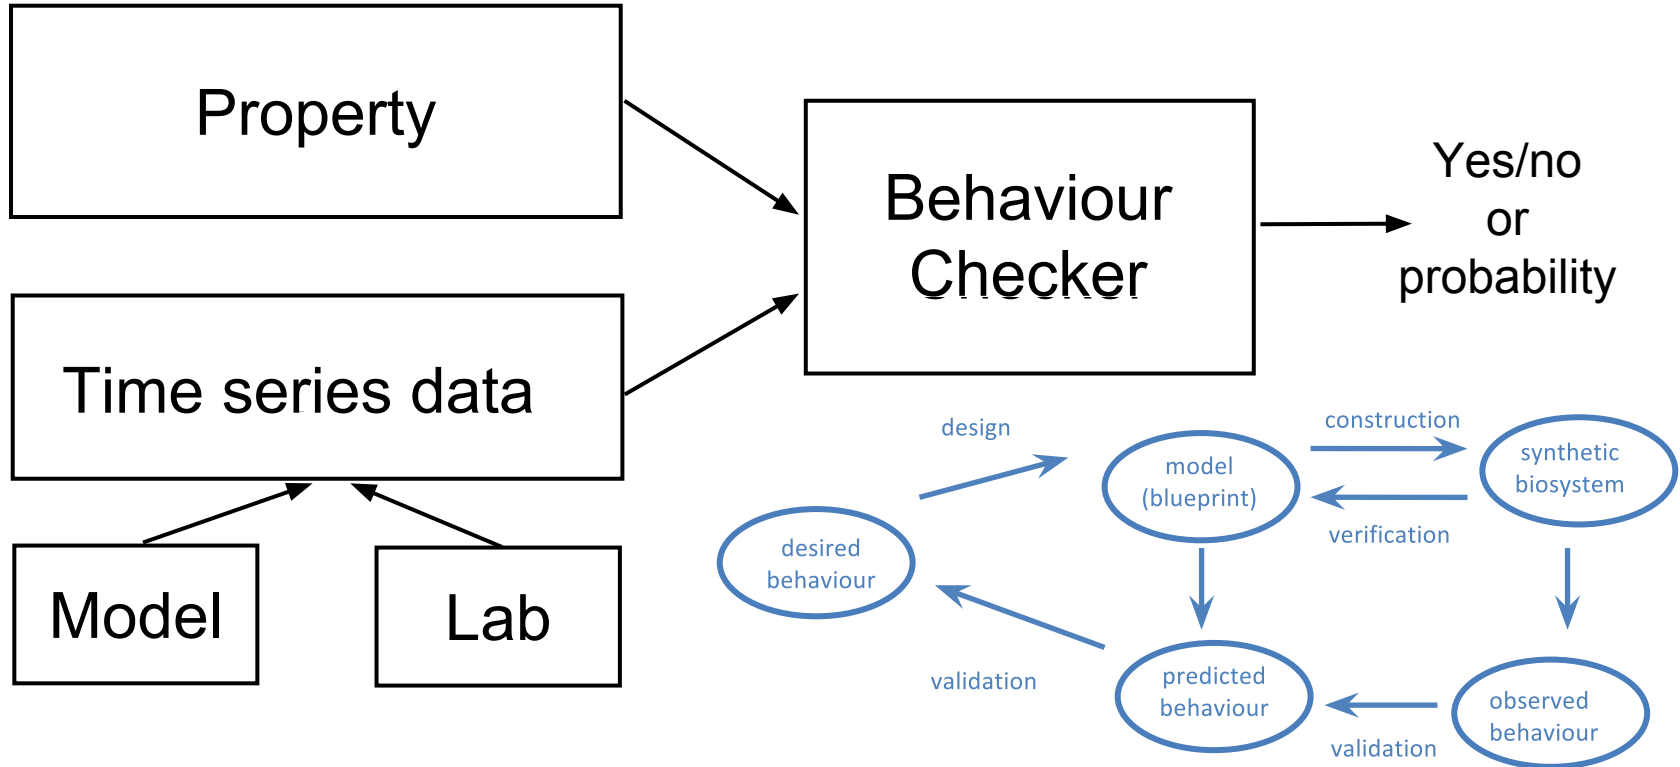 Property
Behaviour
Checker
Yes/no
or
probability
Time series data
Model
Lab
design
construction
model
(blueprint)
synthetic
biosystem
verification
desired
behaviour
validation
predicted
behaviour
observed
behaviour
validation